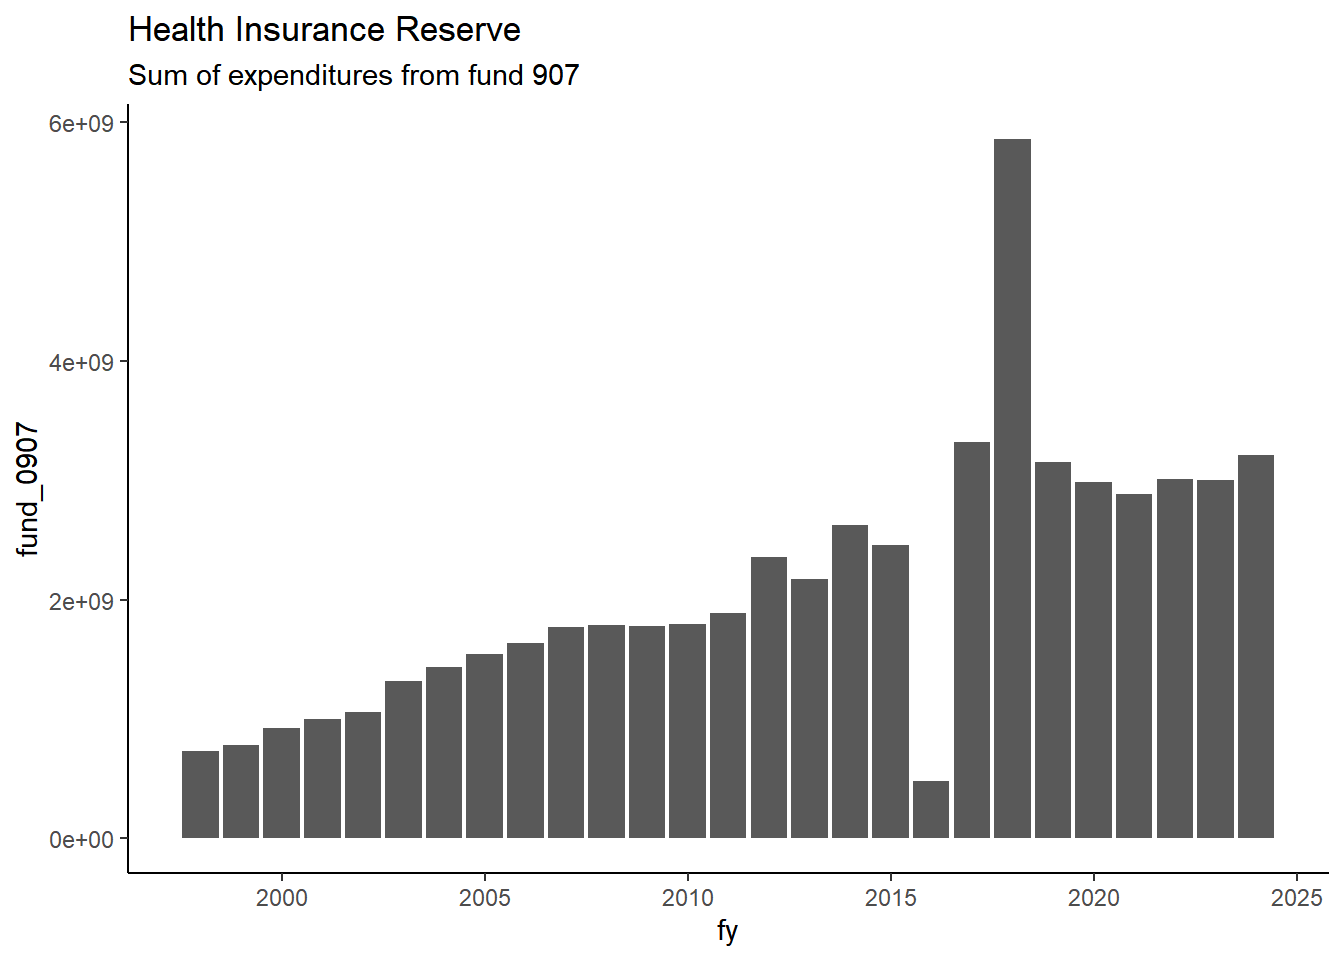 Health Insurance Reserve
Sum of expenditures from fund 907
6e+09
4e+09
2e+09
0e+00
fund_0907
2000
2005
2010
2015
2020
2025
fy